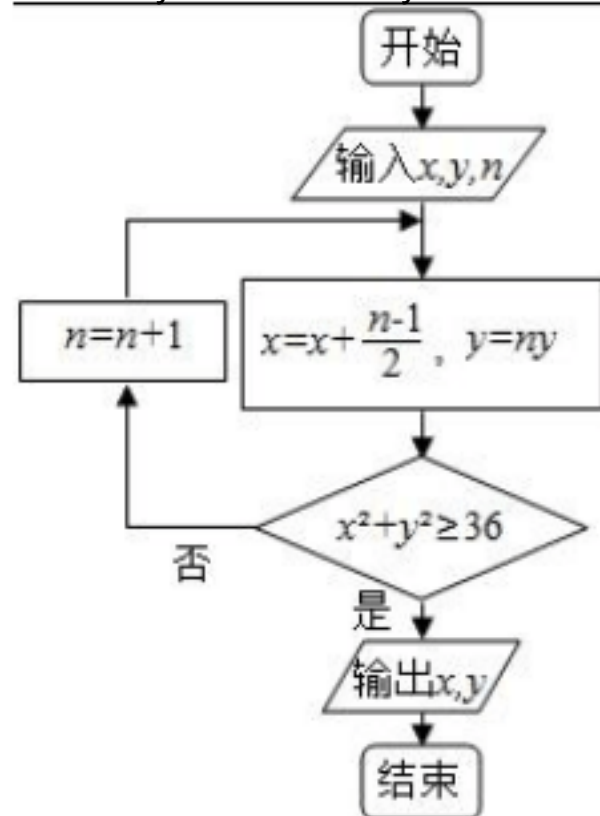 开始
输入x,y,n
n=n+1
x=x+\frac{n-1}{2}, y=ny
x²+y²≥36
否
是
输出x,y
结束